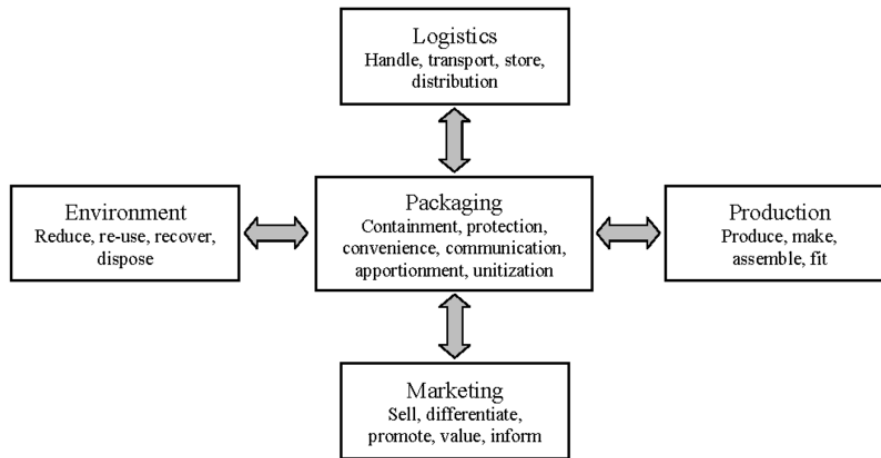 Logistics
Handle, transport, store,
distribution
Environment
Reduce, re-use, recover,
dispose
Packaging
Containment, protection,
convenience, communication,
apportionment, unitization
Production
Produce, make,
assemble, fit
Marketing
Sell, differentiate,
promote, value, inform